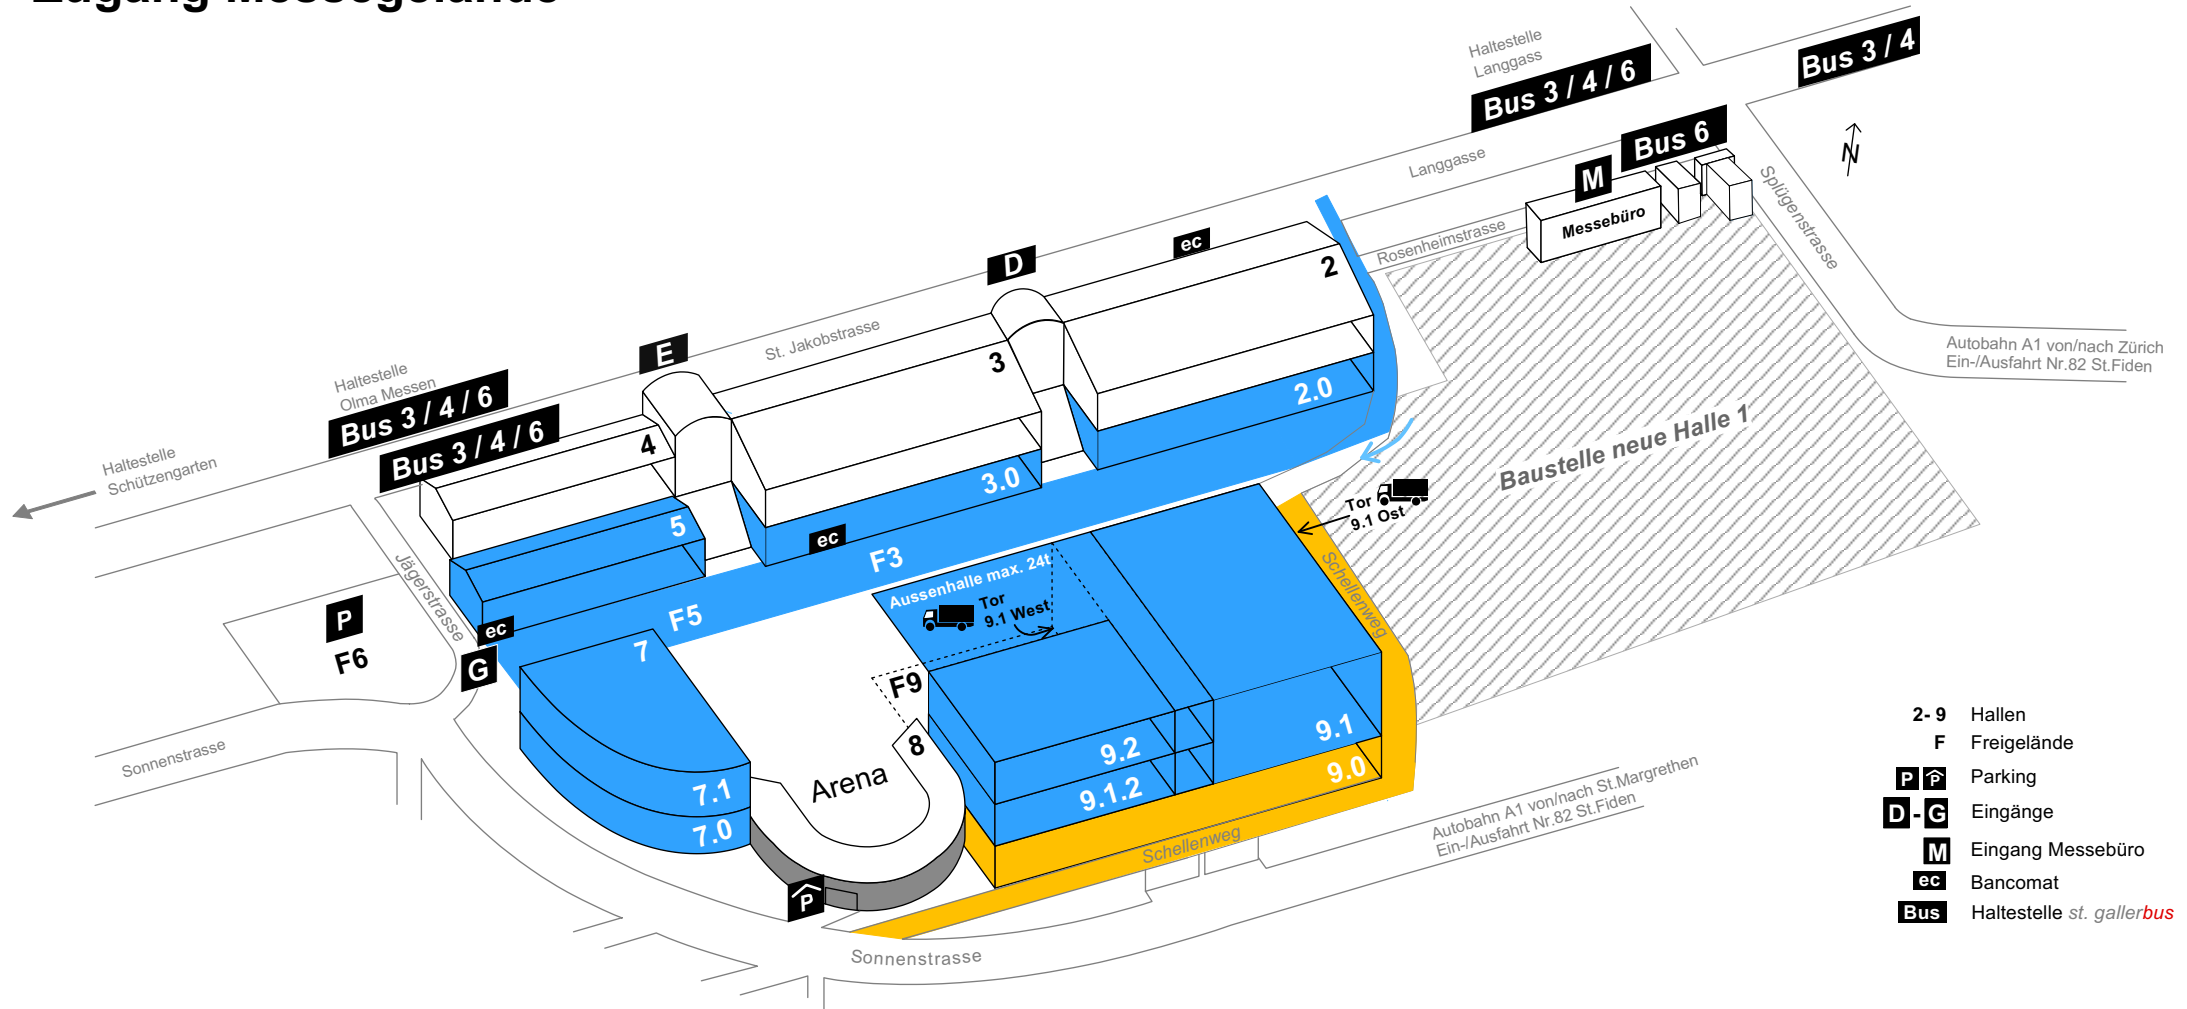 Zugang Messegelände
Haltestelle
Langgass
Bus 3 / 4 / 6
Bus 3 / 4
Bus 6
M
Messebüro
N
Langgasse
Rosenheimstrasse
Splügenstrasse
Autobahn A1 von/nach Zürich
Ein-/Ausfahrt Nr.82 St.Fiden
ec
D
2
2.0
St. Jakobstrasse
E
3
3.0
Haltestelle
Olma Messen
Bus 3 / 4 / 6
Bus 3 / 4 / 6
4
5
Haltestelle
Schützengarten
Baustelle neue Halle 1
Tor
9.1 Ost
ec
F3
F5
Aussenhalle max. 24t
Tor
9.1 West
Schellenweg
Jägerstrasse
P
F6
ec
G
7
7.1
7.0
F9
8
Arena
9.2
9.1.2
9.1
9.0
Sonnenstrasse
P
Schellenweg
Autobahn A1 von/nach St.Margrethen
Ein-/Ausfahrt Nr.82 St.Fiden
Sonnenstrasse
2- 9 Hallen
F Freigelände
P P Parking
D - G Eingänge
M Eingang Messebüro
ec Bancomat
Bus Haltestelle st. gallerbus